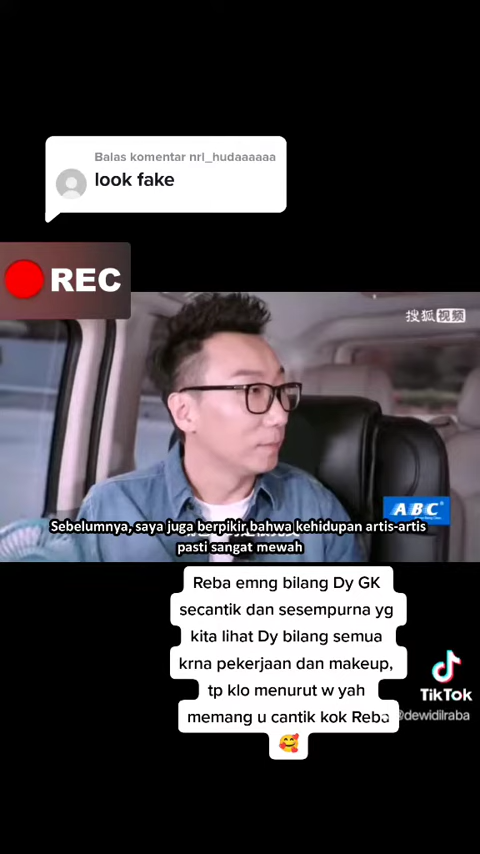 Balas komentar nrl_hudaaaaaa
look fake
REC
搜狐视频
ABC
Sebelumnya, saya juga berpikir bahwa kehidupan artis-artis
pasti sangat mewah
Reba emng bilang Dy GK
secantik dan sesempurna yg
kita lihat Dy bilang semua
krna pekerjaan dan makeup,
tp klo menurut w yah
memang u cantik kok Reba
🥰
TikTok
@dewidilraba